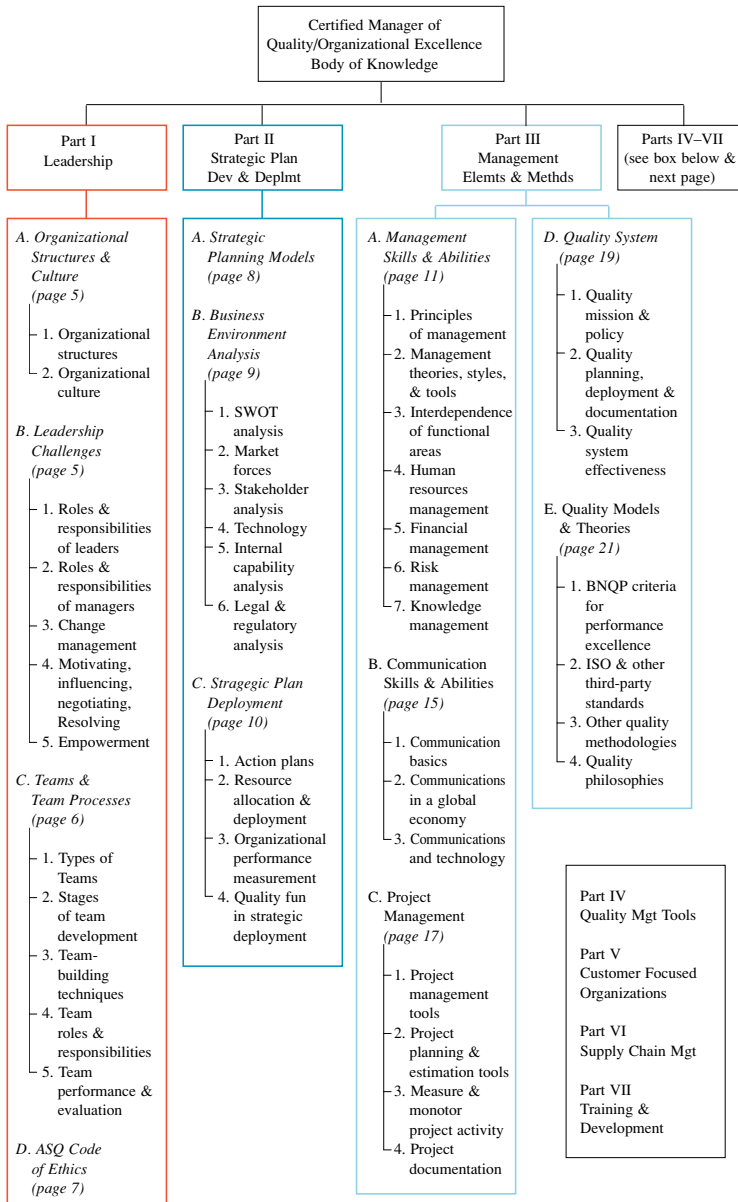 Certified Manager of
Quality/Organizational Excellence
Body of Knowledge
Part I
Leadership
Part II
Strategic Plan
Dev & Deplmt
Part III
Management
Elemts & Methds
Parts IV–VII
(see box below &
next page)
A. Organizational
Structures &
Culture
(page 5)
1. Organizational
structures
2. Organizational
culture
B. Leadership
Challenges
(page 5)
1. Roles &
responsibilities
of leaders
2. Roles &
responsibilities
of managers
3. Change
management
4. Motivating,
influencing,
negotiating,
Resolving
5. Empowerment
C. Teams &
Team Processes
(page 6)
1. Types of
Teams
2. Stages
of team
development
3. Team-
building
techniques
4. Team
roles &
responsibilities
5. Team
performance &
evaluation
D. ASQ Code
of Ethics
(page 7)
A. Strategic
Planning Models
(page 8)
B. Business
Environment
Analysis
(page 9)
1. SWOT
analysis
2. Market
forces
3. Stakeholder
analysis
4. Technology
5. Internal
capability
analysis
6. Legal &
regulatory
analysis
C. Stragegic Plan
Deployment
(page 10)
1. Action plans
2. Resource
allocation &
deployment
3. Organizational
performance
measurement
4. Quality fun
in strategic
deployment
A. Management
Skills & Abilities
(page 11)
1. Principles
of management
2. Management
theories, styles,
& tools
3. Interdependence
of functional
areas
4. Human
resources
management
5. Financial
management
6. Risk
management
7. Knowledge
management
B. Communication
Skills & Abilities
(page 15)
1. Communication
basics
2. Communications
in a global
economy
3. Communications
and technology
C. Project
Management
(page 17)
1. Project
management
tools
2. Project
planning &
estimation tools
3. Measure &
monotor
project activity
4. Project
documentation
D. Quality System
(page 19)
1. Quality
mission &
policy
2. Quality
planning,
deployment &
documentation
3. Quality
system
effectiveness
E. Quality Models
& Theories
(page 21)
1. BNQP criteria
for
performance
excellence
2. ISO & other
third-party
standards
3. Other quality
methodologies
4. Quality
philosophies
Part IV
Quality Mgt Tools
Part V
Customer Focused
Organizations
Part VI
Supply Chain Mgt
Part VII
Training &
Development